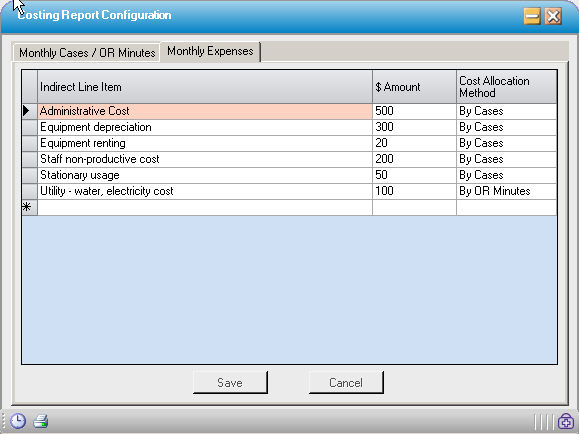 Costing Report Configuration
Monthly Cases / OR Minutes Monthly Expenses
Indirect Line Item $ Amount Cost Allocation Method
Administrative Cost 500 By Cases
Equipment depreciation 300 By Cases
Equipment renting 20 By Cases
Staff non-productive cost 200 By Cases
Stationary usage 50 By Cases
Utility - water, electricity cost 100 By OR Minutes
Save Cancel